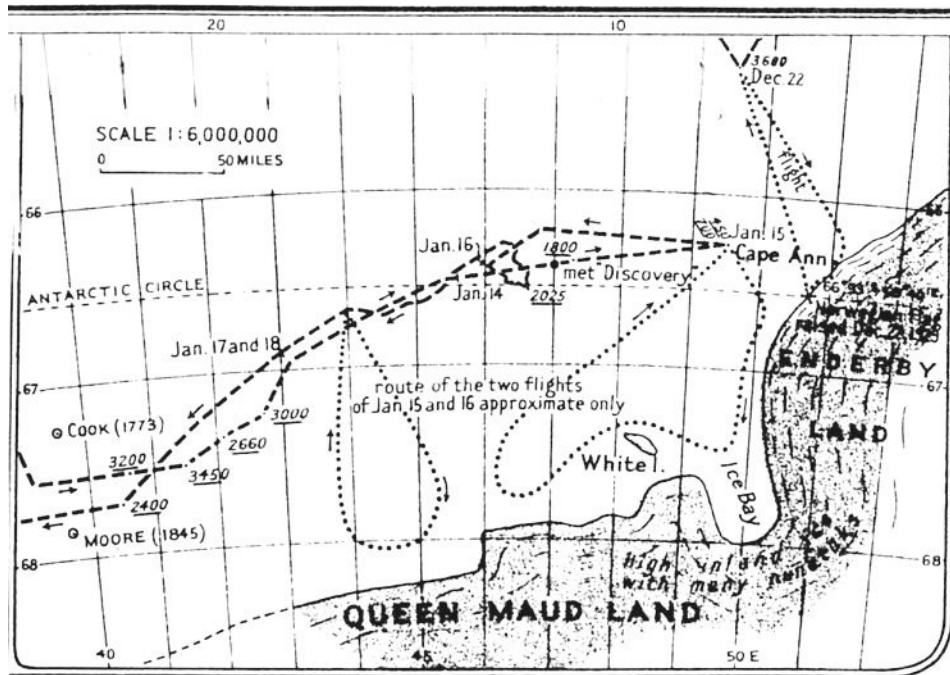 20
10
3600
Dec. 22
SCALE 1:6,000,000
0 50 MILES
flight
66
66
Jan. 15
Cape Ann
Jan. 16
1800
met Discovery
ANTARCTIC CIRCLE
Jan. 14
2025
ENDERBY
LAND
Jan. 17 and 18
67
67
route of the two flights
of Jan. 15 and 16 approximate only
3000
COOK (1773)
2660
3200
3450
2400
White I.
Ice Bay
MOORE (1845)
68
68
High inland
with many
QUEEN MAUD LAND
40
45
50 E